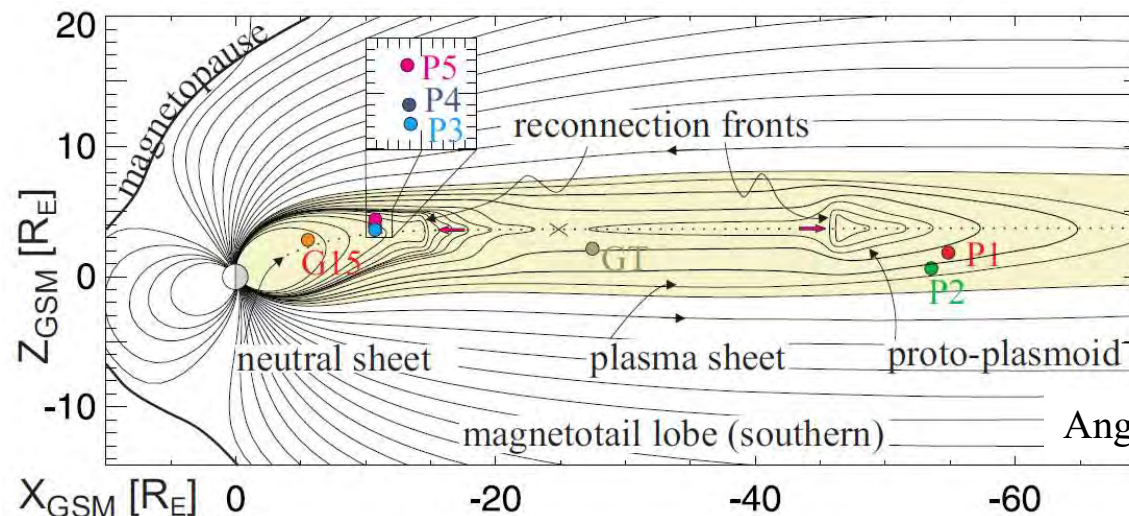 20
magnetopause
P5
P4
P3
reconnection fronts
10
Z_GSM [R_E]
G15
GT
P1
0
P2
neutral sheet
plasma sheet
proto-plasmoid
-10
magnetotail lobe (southern)
Ang
X_GSM [R_E]
0
-20
-40
-60